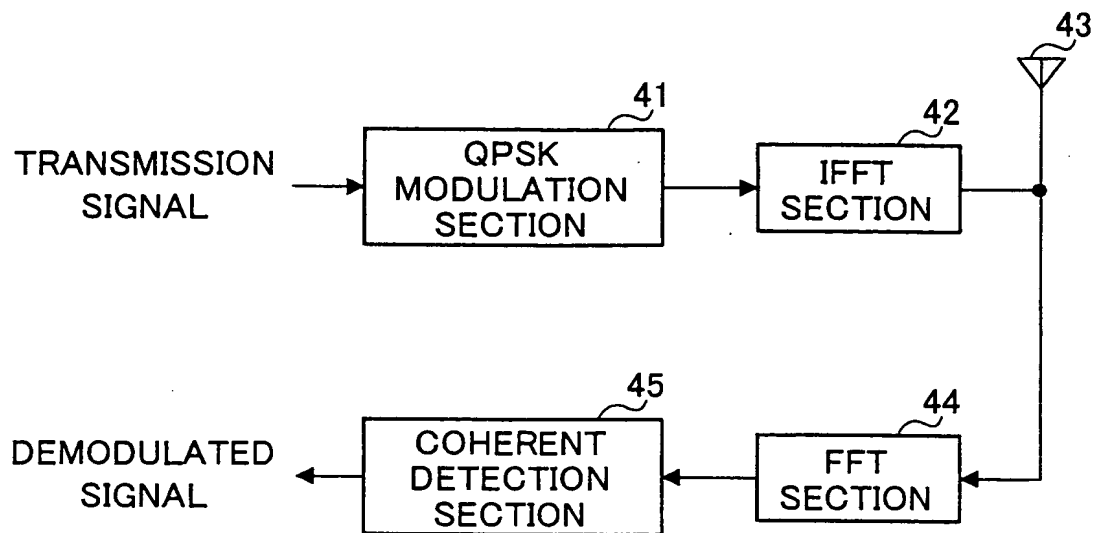 43
41
42
TRANSMISSION
SIGNAL
QPSK
MODULATION
SECTION
IFFT
SECTION
45
44
DEMODULATED
SIGNAL
COHERENT
DETECTION
SECTION
FFT
SECTION